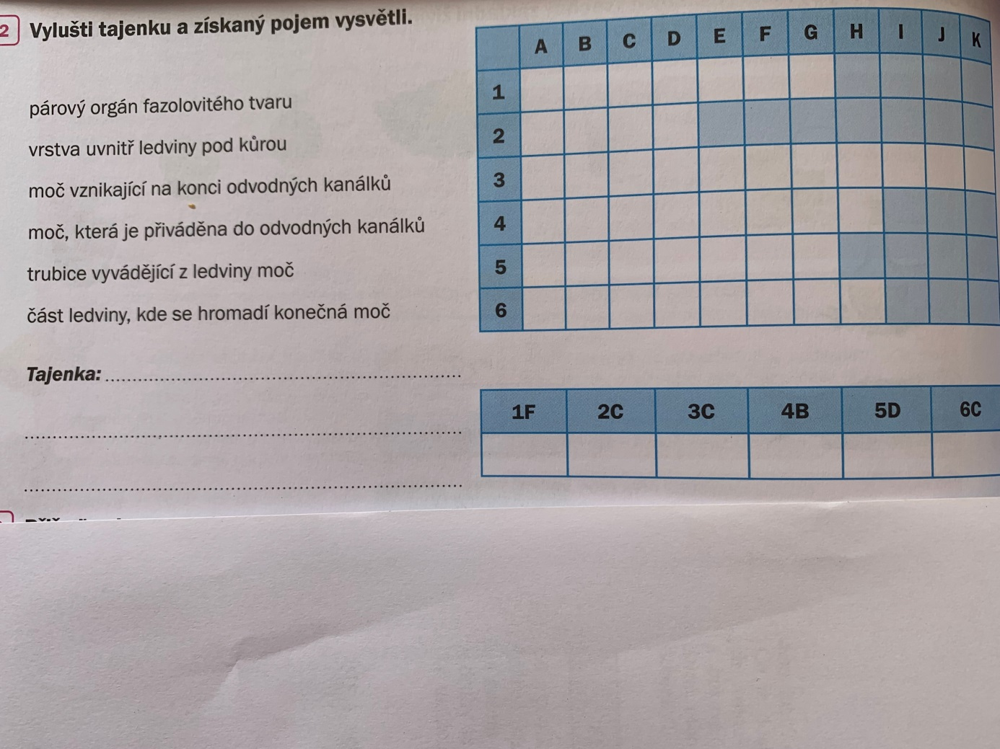 2 Vylušti tajenku a získaný pojem vysvětli.
A B C D E F G H I J K
párový orgán fazolovitého tvaru
1
vrstva uvnitř ledviny pod kůrou
2
moč vznikající na konci odvodných kanálků
3
moč, která je přiváděna do odvodných kanálků
4
trubice vyvádějící z ledviny moč
5
část ledviny, kde se hromadí konečná moč
6
Tajenka:
1F 2C 3C 4B 5D 6C